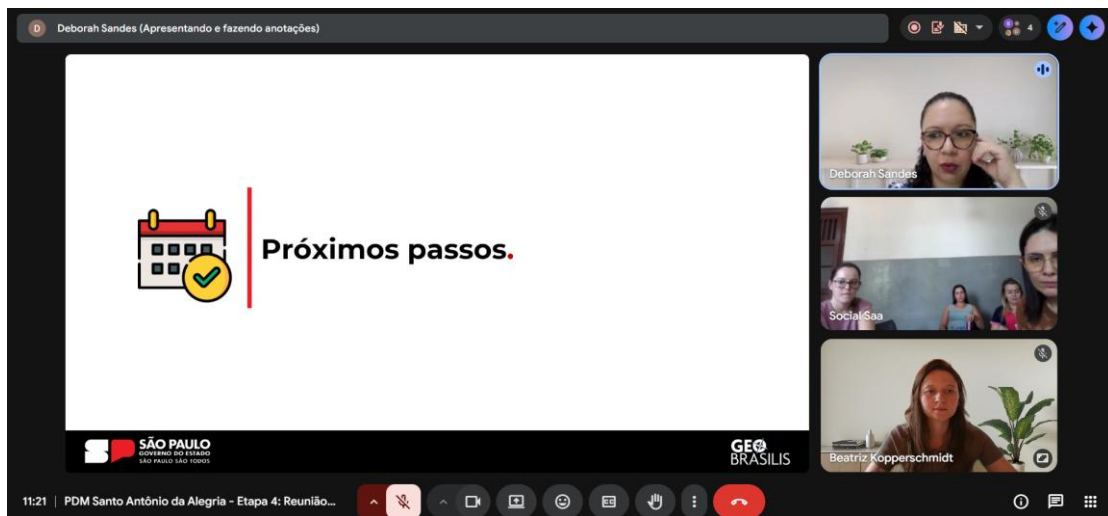 D Deborah Sandes (Apresentando e fazendo anotações)
4
Próximos passos.
SÃO PAULO
GOVERNO DO ESTADO
SÃO PAULO SÃO TODOS
GEO
BRASILIS
Deborah Sandes
Social Saa
Beatriz Kopperschmidt
11:21 | PDM Santo Antônio da Alegria - Etapa 4: Reunião...
CC